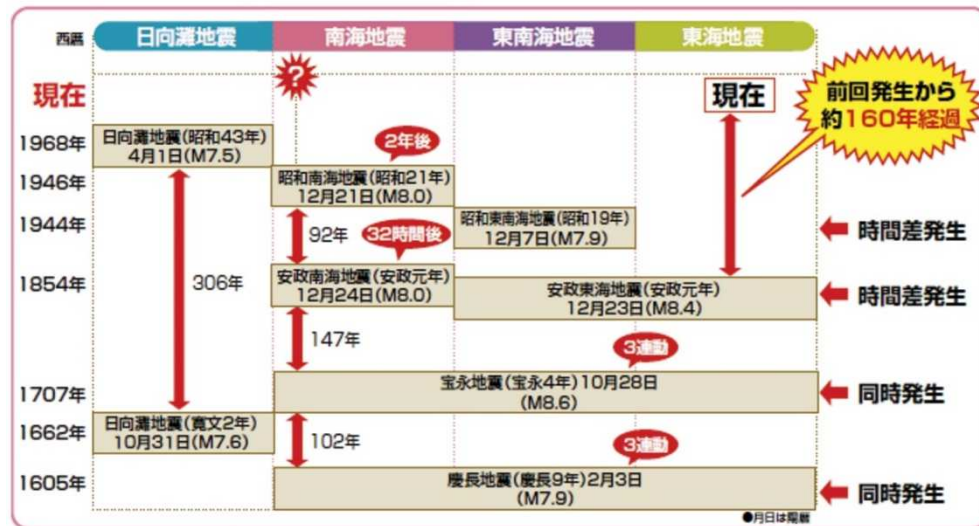 西暦
日向灘地震
南海地震
東南海地震
東海地震
現在
?
現在
前回発生から
約160年経過
1968年
日向灘地震(昭和43年)
4月1日(M7.5)
2年後
1946年
昭和南海地震(昭和21年)
12月21日(M8.0)
1944年
92年
32時間後
昭和東南海地震(昭和19年)
12月7日(M7.9)
時間差発生
1854年
306年
安政南海地震(安政元年)
12月24日(M8.0)
安政東海地震(安政元年)
12月23日(M8.4)
時間差発生
147年
3連動
1707年
宝永地震(宝永4年)10月28日
(M8.6)
同時発生
1662年
日向灘地震(寛文2年)
10月31日(M7.6)
102年
3連動
1605年
慶長地震(慶長9年)2月3日
(M7.9)
同時発生
●月日は陽暦